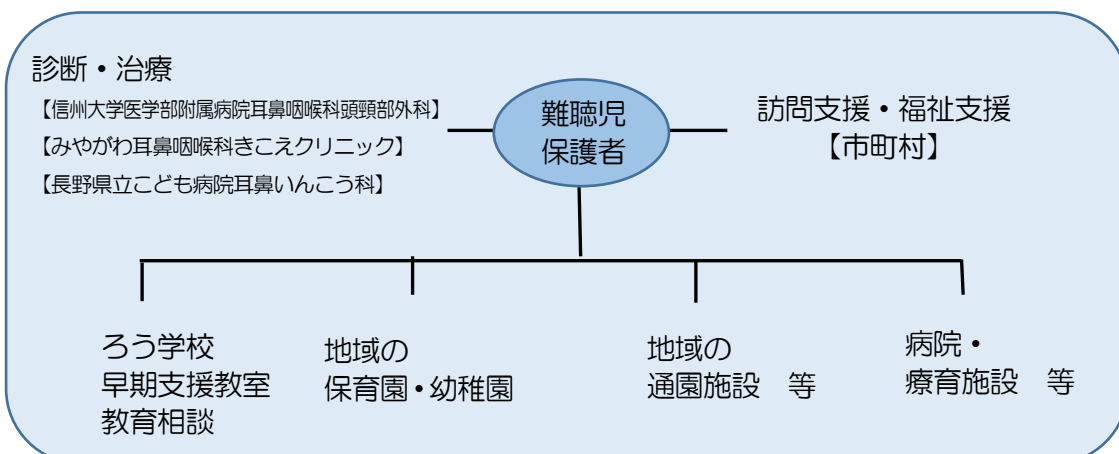 診断・治療
【信州大学医学部附属病院耳鼻咽喉科頭頸部外科】
【みやがわ耳鼻咽喉科きこえクリニック】
【長野県立こども病院耳鼻いんこう科】
難聴児
保護者
訪問支援・福祉支援
【市町村】
ろう学校
早期支援教室
教育相談
地域の
保育園・幼稚園
地域の
通園施設　等
病院・
療育施設　等